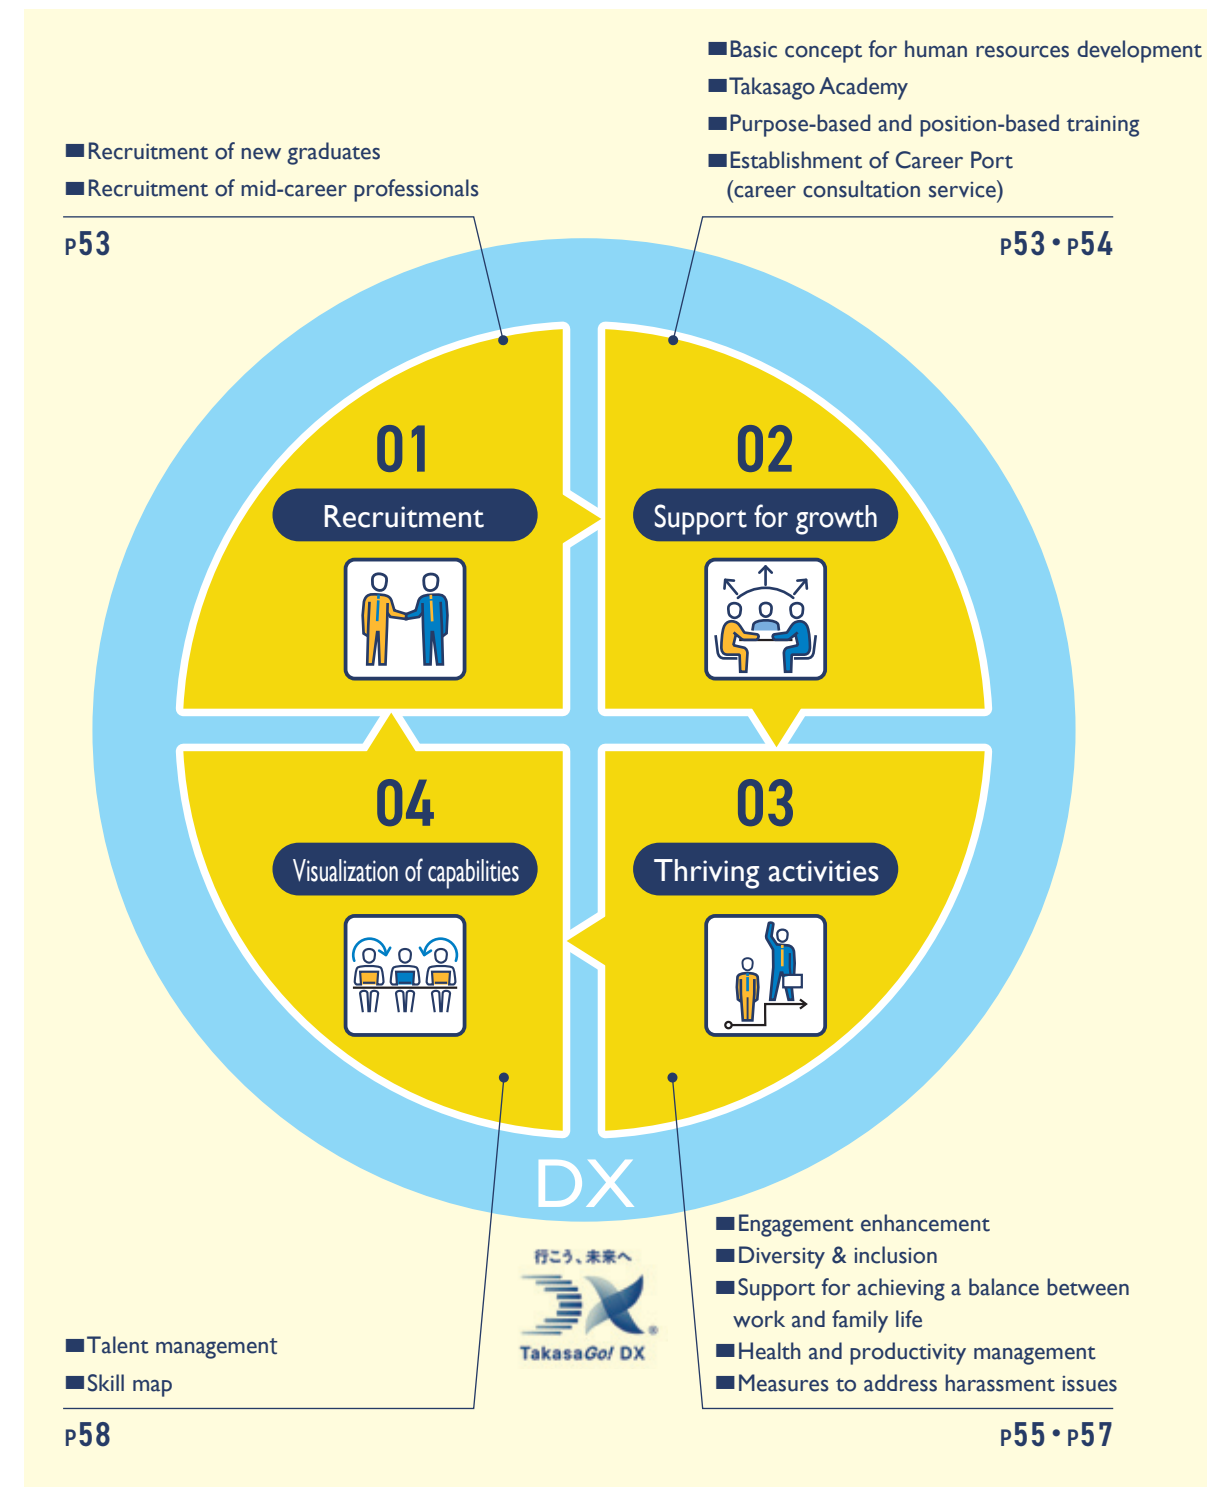 ■Recruitment of new graduates
■Recruitment of mid-career professionals
P53
■Basic concept for human resources development
■Takasago Academy
■Purpose-based and position-based training
■Establishment of Career Port
(career consultation service)
P53・P54
01
Recruitment
02
Support for growth
04
Visualization of capabilities
03
Thriving activities
DX
行こう、未来へ
DX®
TakasaGo! DX
■Talent management
■Skill map
P58
■Engagement enhancement
■Diversity & inclusion
■Support for achieving a balance between
work and family life
■Health and productivity management
■Measures to address harassment issues
P55・P57